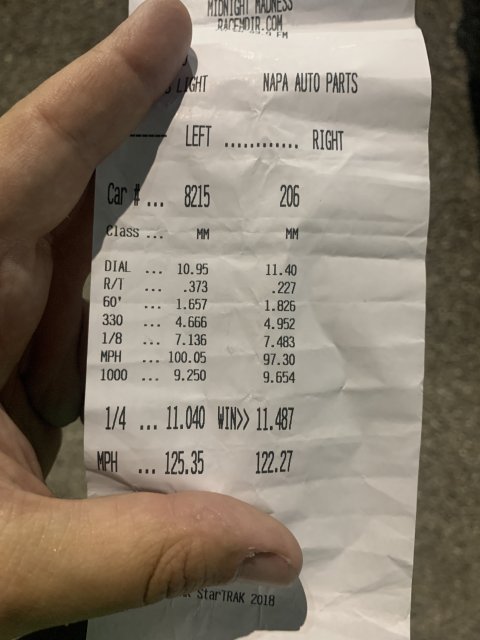 MIDNIGHT MADNESS
RACEMDIR.COM
LIGHT NAPA AUTO PARTS
------ LEFT ............ RIGHT
Car # ... 8215 206
Class ... MM MM
DIAL ... 10.95 11.40
R/T ... .373 .227
60' ... 1.657 1.826
330 ... 4.666 4.952
1/8 ... 7.136 7.483
MPH ... 100.05 97.30
1000 ... 9.250 9.654
1/4 ... 11.040 WIN>> 11.487
MPH ... 125.35 122.27
StarTRAK 2018